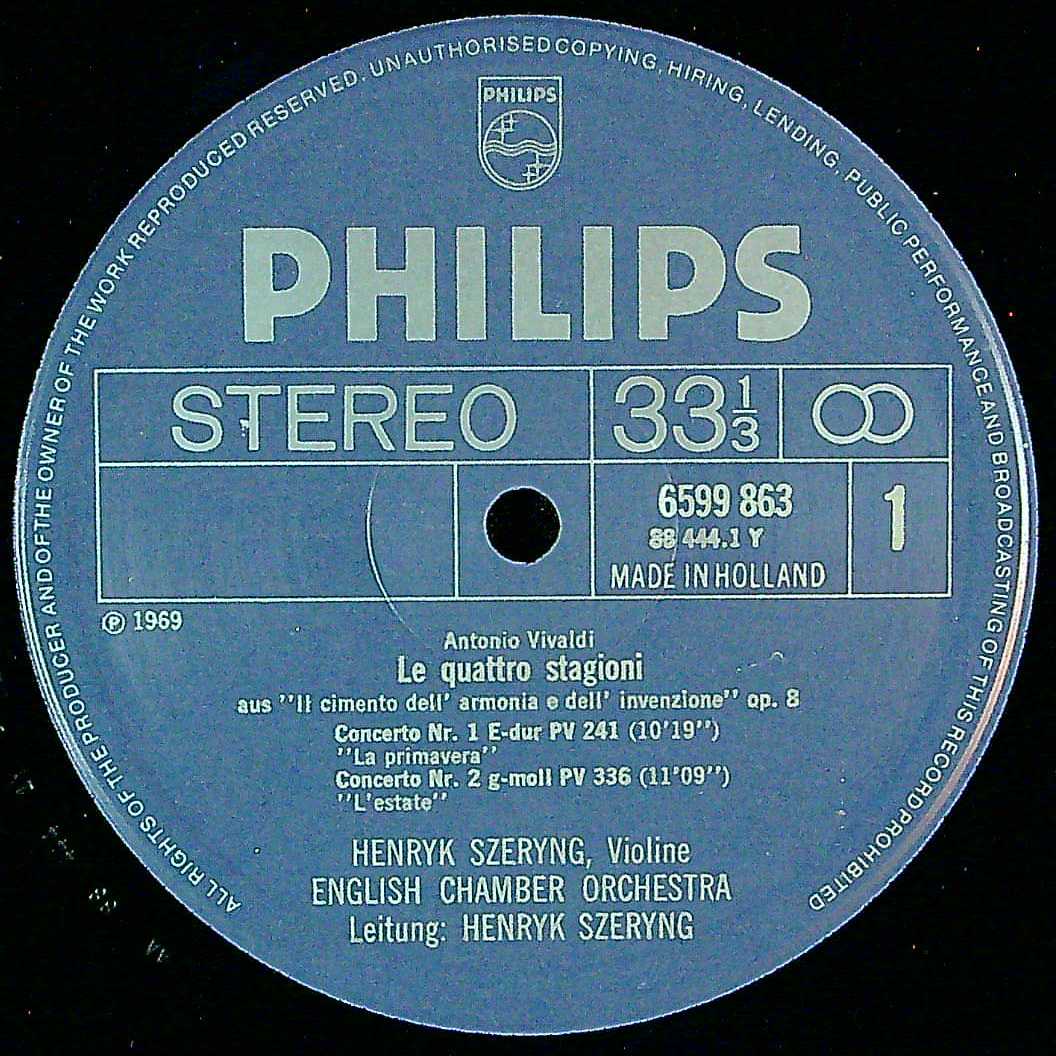 ALL RIGHTS OF THE PRODUCER AND OF THE OWNER OF THE WORK REPRODUCED RESERVED. UNAUTHORISED COPYING, HIRING, LENDING, PUBLIC PERFORMANCE AND BROADCASTING OF THIS RECORD PROHIBITED
PHILIPS
PHILIPS
STEREO 33 1/3
6599 863 1
88 444.1 Y
MADE IN HOLLAND
℗ 1969
Antonio Vivaldi
Le quattro stagioni
aus "Il cimento dell' armonia e dell' invenzione" op. 8
Concerto Nr. 1 E-dur PV 241 (10'19")
"La primavera"
Concerto Nr. 2 g-moll PV 336 (11'09")
"L'estate"
HENRYK SZERYNG, Violine
ENGLISH CHAMBER ORCHESTRA
Leitung: HENRYK SZERYNG